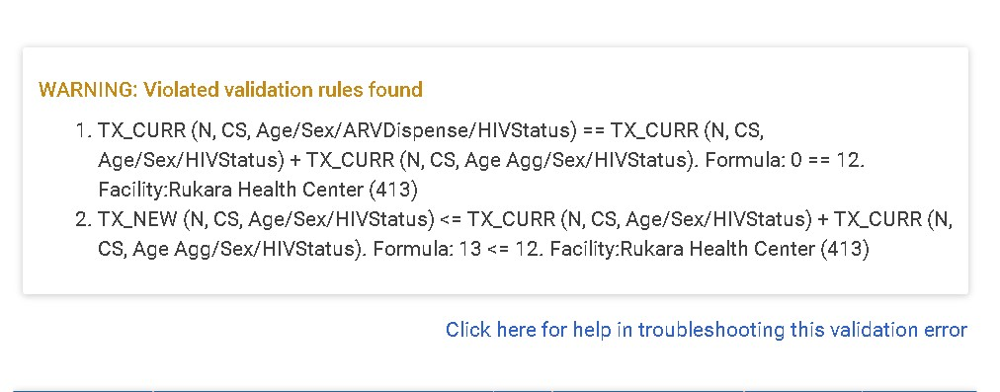 WARNING: Violated validation rules found
1. TX_CURR (N, CS, Age/Sex/ARVDispense/HIVStatus) == TX_CURR (N, CS,
Age/Sex/HIVStatus) + TX_CURR (N, CS, Age Agg/Sex/HIVStatus). Formula: 0 == 12.
Facility:Rukara Health Center (413)
2. TX_NEW (N, CS, Age/Sex/HIVStatus) <= TX_CURR (N, CS, Age/Sex/HIVStatus) + TX_CURR (N,
CS, Age Agg/Sex/HIVStatus). Formula: 13 <= 12. Facility:Rukara Health Center (413)
Click here for help in troubleshooting this validation error